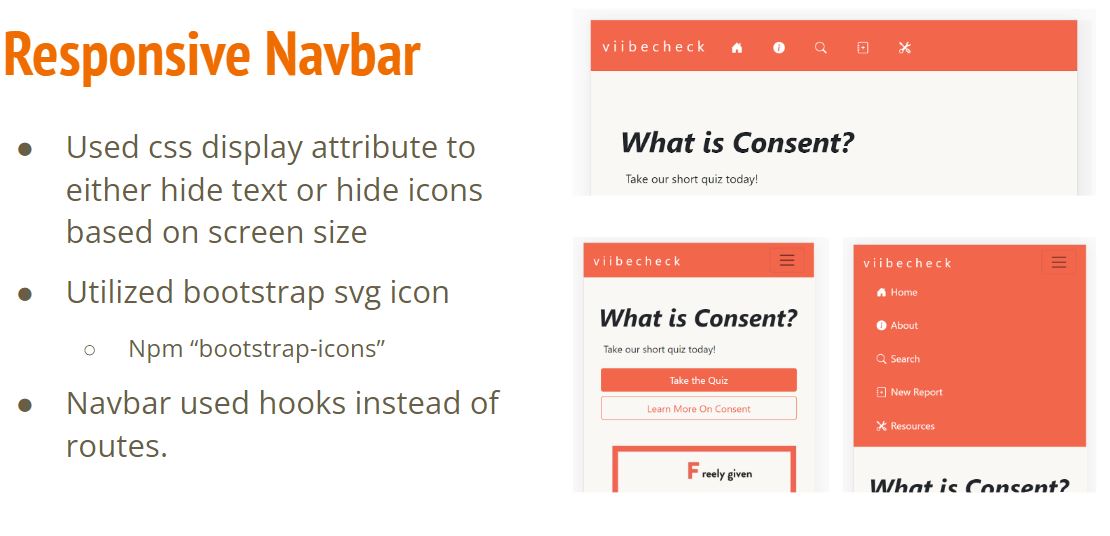 Responsive Navbar
● Used css display attribute to
either hide text or hide icons
based on screen size
● Utilized bootstrap svg icon
○ Npm “bootstrap-icons”
● Navbar used hooks instead of
routes.
viibecheck
What is Consent?
Take our short quiz today!
viibecheck
What is Consent?
Take our short quiz today!
Take the Quiz
Learn More On Consent
Freely given
viibecheck
Home
About
Search
New Report
Resources
What is Consent?